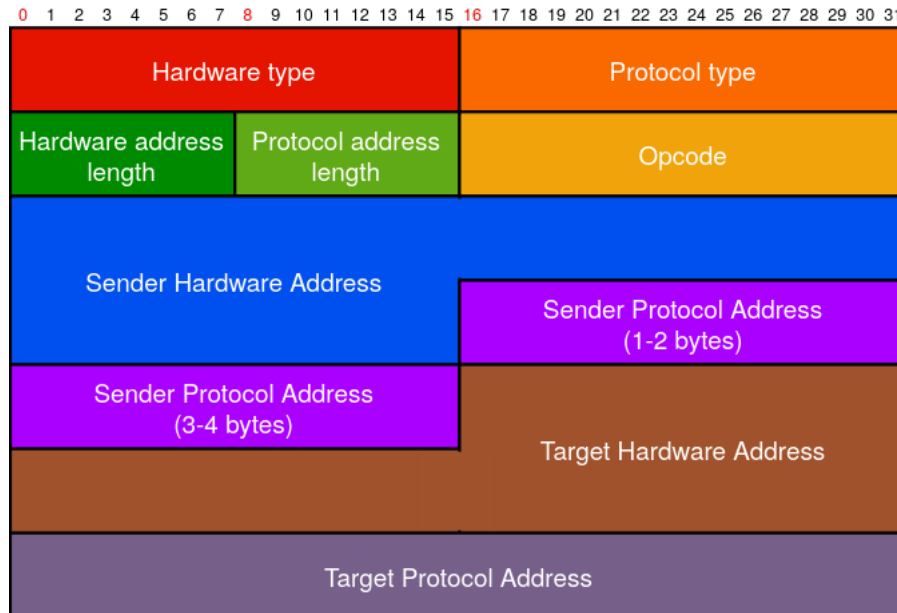 0 1 2 3 4 5 6 7 8 9 10 11 12 13 14 15 16 17 18 19 20 21 22 23 24 25 26 27 28 29 30 31
Hardware type
Protocol type
Hardware address
length
Protocol address
length
Opcode
Sender Hardware Address
Sender Protocol Address
(1-2 bytes)
Sender Protocol Address
(3-4 bytes)
Target Hardware Address
Target Protocol Address